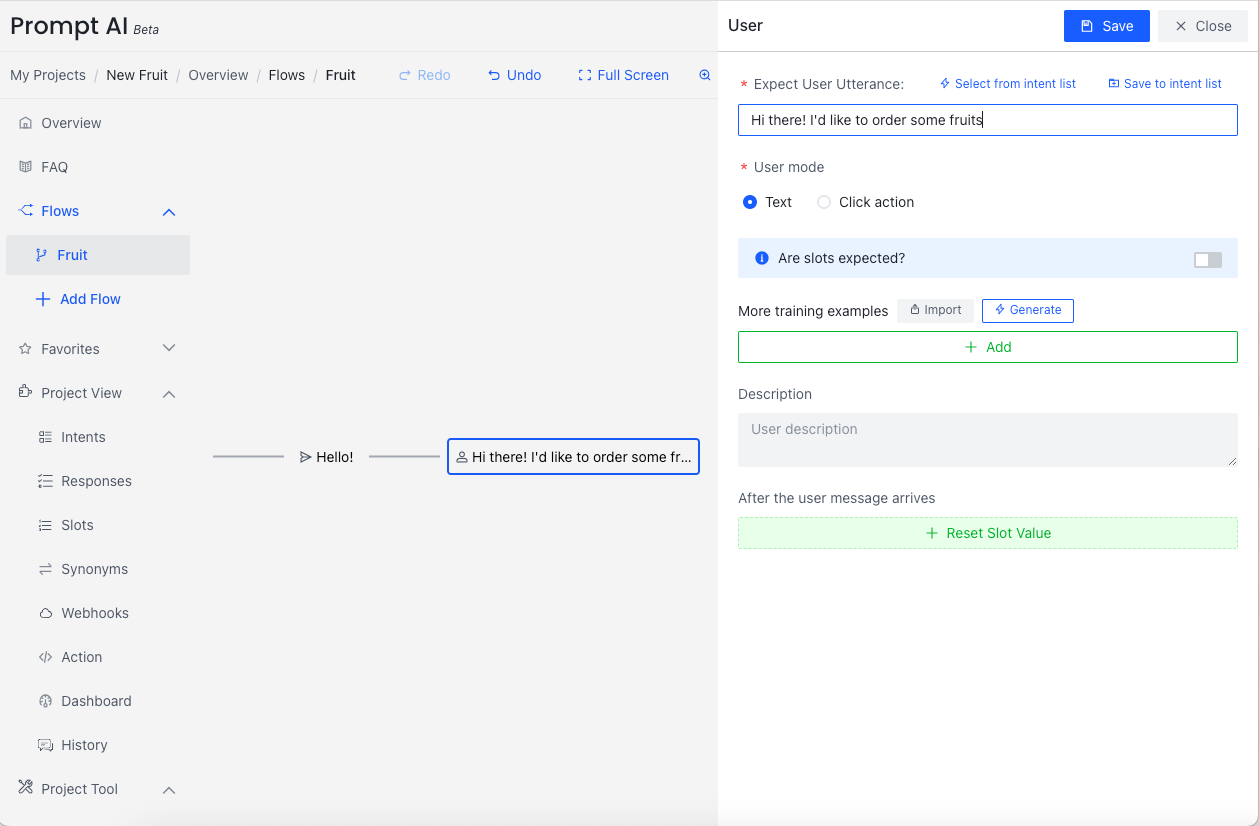 Prompt AI Beta
My Projects / New Fruit / Overview / Flows / Fruit
Redo
Undo
Full Screen
Overview
FAQ
Flows
Fruit
Add Flow
Favorites
Project View
Intents
Responses
Slots
Synonyms
Webhooks
Action
Dashboard
History
Project Tool
Hello!
Hi there! I'd like to order some fr...
User
Save
Close
* Expect User Utterance:
Select from intent list
Save to intent list
Hi there! I'd like to order some fruits
* User mode
Text
Click action
Are slots expected?
More training examples
Import
Generate
Add
Description
User description
After the user message arrives
Reset Slot Value